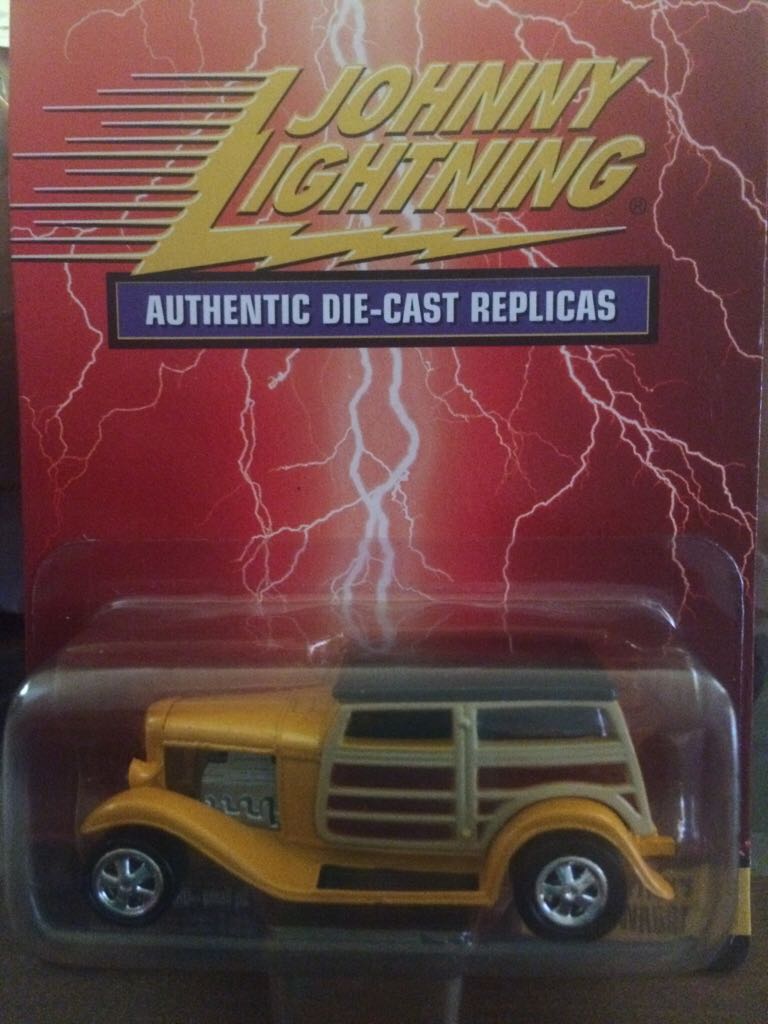 JOHNNY
LIGHTNING®
AUTHENTIC DIE-CAST REPLICAS